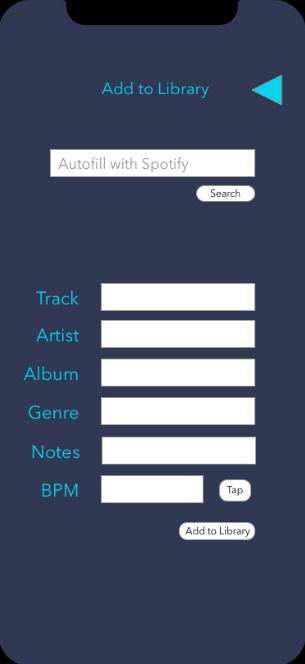 Add to Library
Autofill with Spotify
Search
Track
Artist
Album
Genre
Notes
BPM
Tap
Add to Library